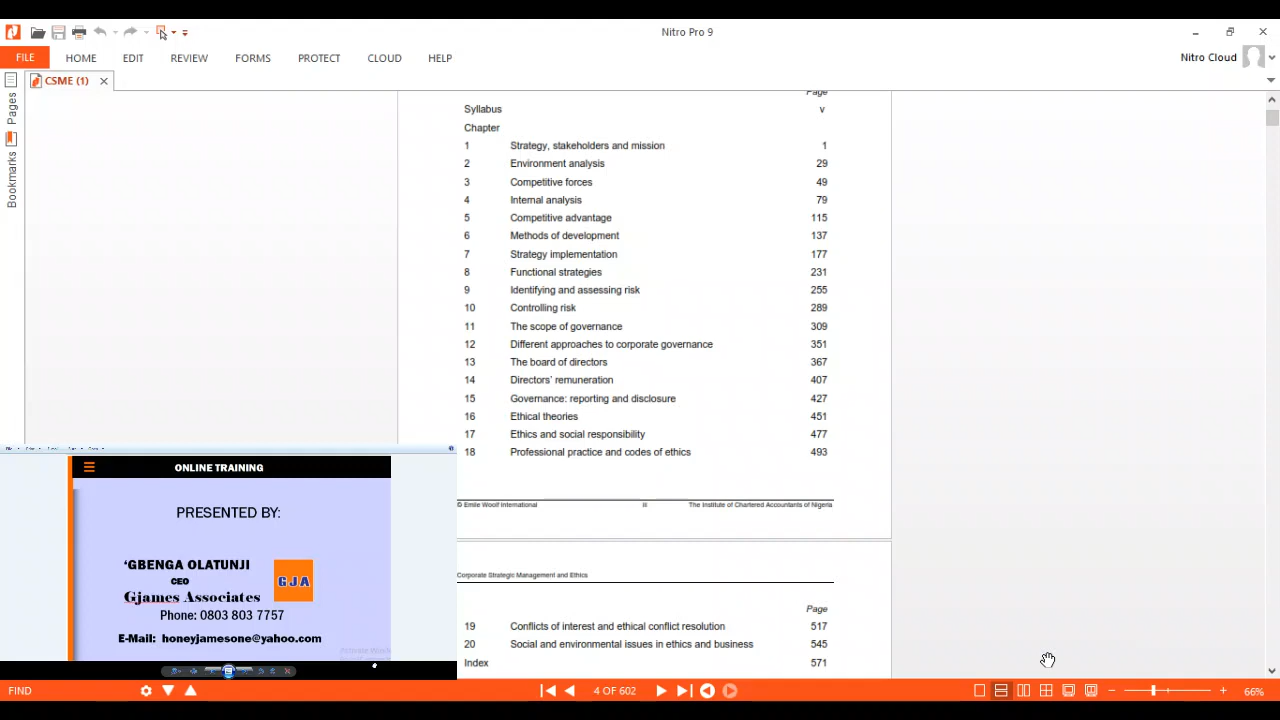 Nitro Pro 9
FILE HOME EDIT REVIEW FORMS PROTECT CLOUD HELP Nitro Cloud
CSME (1)
Pages
Bookmarks
Page
Syllabus v
Chapter
1 Strategy, stakeholders and mission 1
2 Environment analysis 29
3 Competitive forces 49
4 Internal analysis 79
5 Competitive advantage 115
6 Methods of development 137
7 Strategy implementation 177
8 Functional strategies 231
9 Identifying and assessing risk 255
10 Controlling risk 289
11 The scope of governance 309
12 Different approaches to corporate governance 351
13 The board of directors 367
14 Directors' remuneration 407
15 Governance: reporting and disclosure 427
16 Ethical theories 451
17 Ethics and social responsibility 477
18 Professional practice and codes of ethics 493
© Emile Woolf International iii The Institute of Chartered Accountants of Nigeria
Corporate Strategic Management and Ethics
Page
19 Conflicts of interest and ethical conflict resolution 517
20 Social and environmental issues in ethics and business 545
Index 571
ONLINE TRAINING
PRESENTED BY:
'GBENGA OLATUNJI
CEO
GJA
Gjames Associates
Phone: 0803 803 7757
E-Mail: honeyjamesone@yahoo.com
FIND 4 OF 602 66%